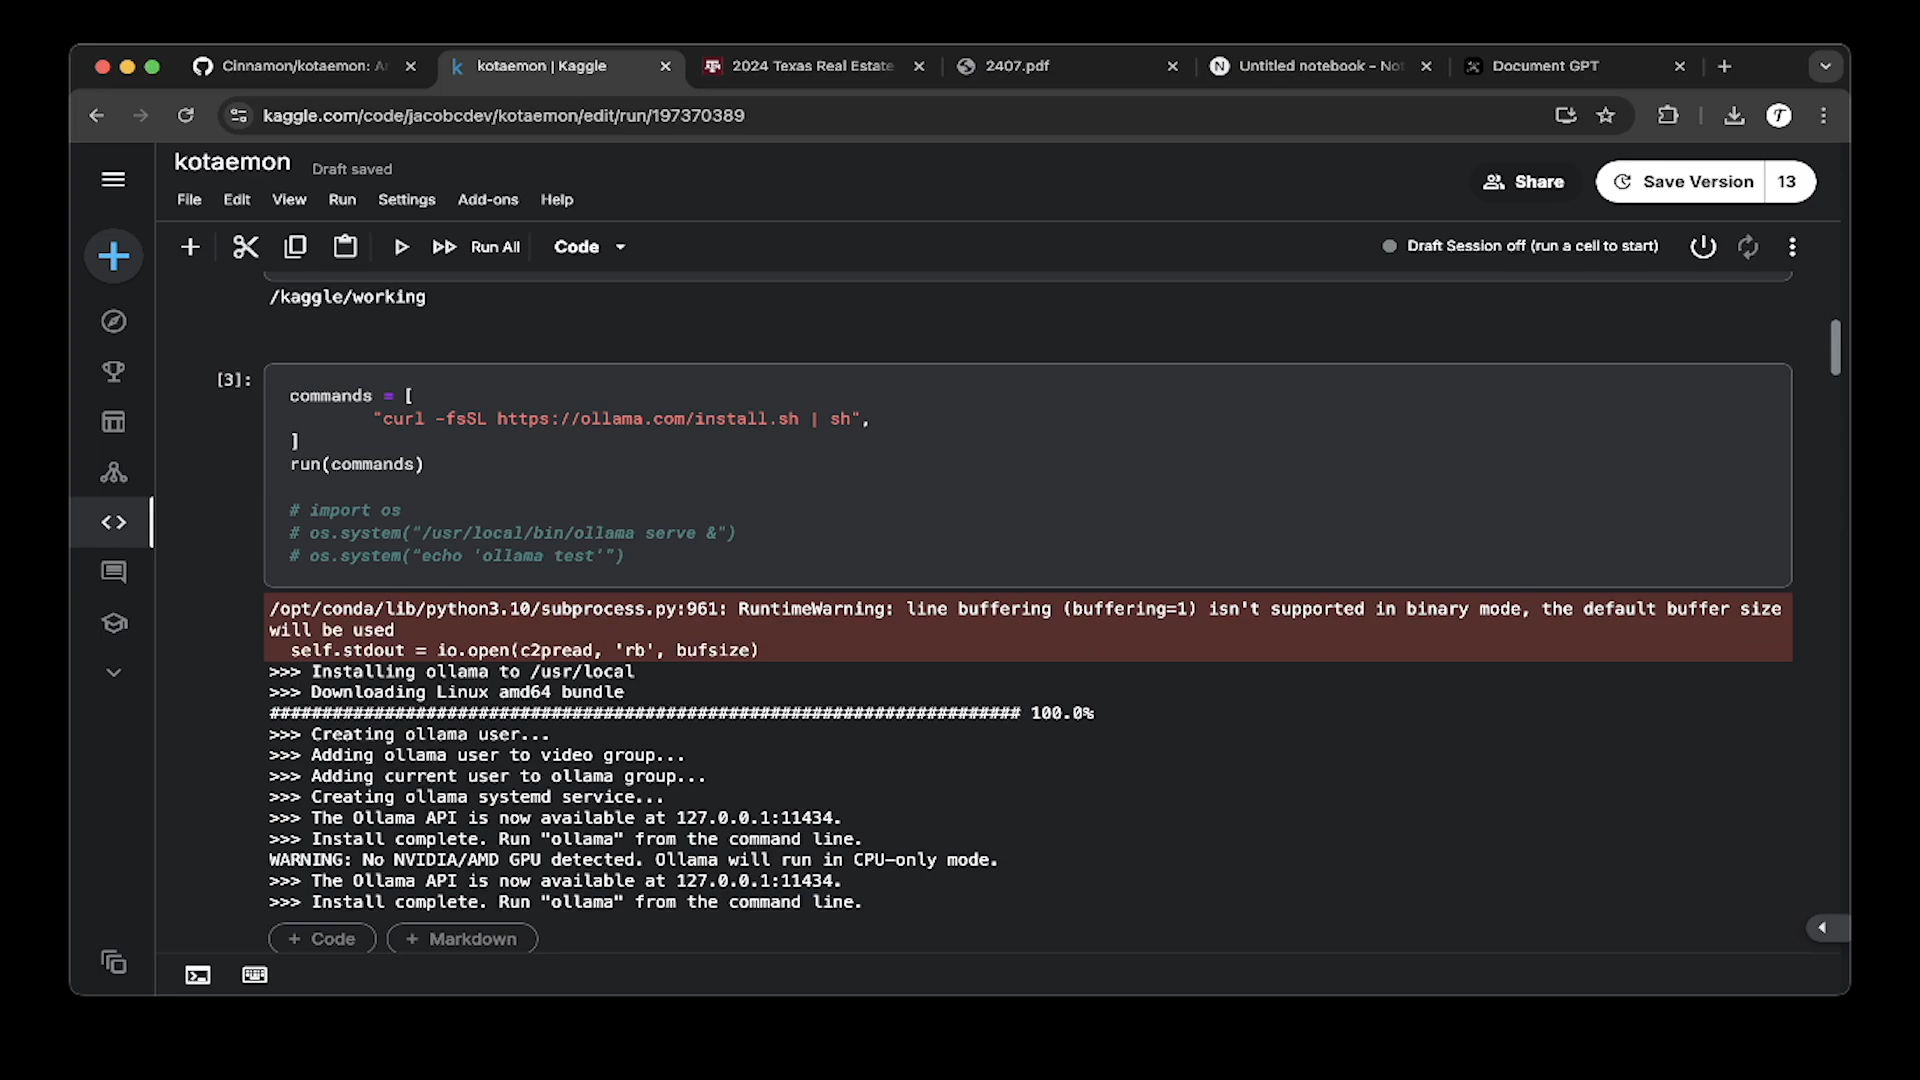 Cinnamon/kotaemon: A
kotaemon | Kaggle
2024 Texas Real Estate
2407.pdf
Untitled notebook - Not
Document GPT
kaggle.com/code/jacobcdev/kotaemon/edit/run/197370389
kotaemon
Draft saved
File Edit View Run Settings Add-ons Help
Share
Save Version 13
Run All
Code
Draft Session off (run a cell to start)
/kaggle/working
[3]:
commands = [
"curl -fsSL https://ollama.com/install.sh | sh",
]
run(commands)
# import os
# os.system("/usr/local/bin/ollama serve &")
# os.system("echo 'ollama test'")
/opt/conda/lib/python3.10/subprocess.py:961: RuntimeWarning: line buffering (buffering=1) isn't supported in binary mode, the default buffer size
will be used
self.stdout = io.open(c2pread, 'rb', bufsize)
>>> Installing ollama to /usr/local
>>> Downloading Linux amd64 bundle
######################################################################## 100.0%
>>> Creating ollama user...
>>> Adding ollama user to video group...
>>> Adding current user to ollama group...
>>> Creating ollama systemd service...
>>> The Ollama API is now available at 127.0.0.1:11434.
>>> Install complete. Run "ollama" from the command line.
WARNING: No NVIDIA/AMD GPU detected. Ollama will run in CPU-only mode.
>>> The Ollama API is now available at 127.0.0.1:11434.
>>> Install complete. Run "ollama" from the command line.
+ Code
+ Markdown